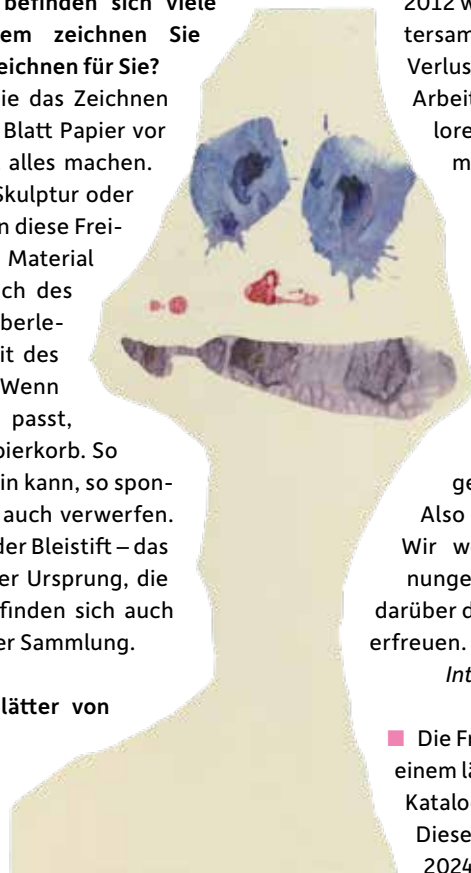 befinden sich viele
em zeichnen Sie
eichnen für Sie?
ie das Zeichnen
Blatt Papier vor
alles machen.
Skulptur oder
n diese Frei-
Material
ch des
berle-
it des
Wenn
passt,
pierkorb. So
in kann, so spon-
auch verwerfen.
der Bleistift – das
er Ursprung, die
finden sich auch
er Sammlung.
lätter von
2012 w
tersam
Verlus
Arbeit
lore
m
ge
Also
Wir w
nunge
darüber d
erfreuen.
Int
■ Die Fr
einem lä
Katalo
Diese
2024